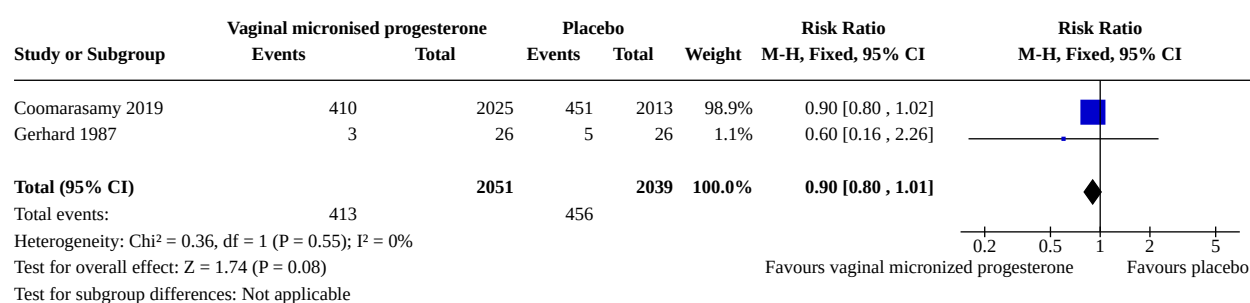 Vaginal micronised progesterone Placebo Risk Ratio Risk Ratio
Study or Subgroup Events Total Events Total Weight M-H, Fixed, 95% CI M-H, Fixed, 95% CI
Coomarasamy 2019 410 2025 451 2013 98.9% 0.90 [0.80 , 1.02]
Gerhard 1987 3 26 5 26 1.1% 0.60 [0.16 , 2.26]
Total (95% CI) 2051 2039 100.0% 0.90 [0.80 , 1.01]
Total events: 413 456
Heterogeneity: Chi² = 0.36, df = 1 (P = 0.55); I² = 0% 0.2 0.5 1 2 5
Test for overall effect: Z = 1.74 (P = 0.08) Favours vaginal micronized progesterone Favours placebo
Test for subgroup differences: Not applicable